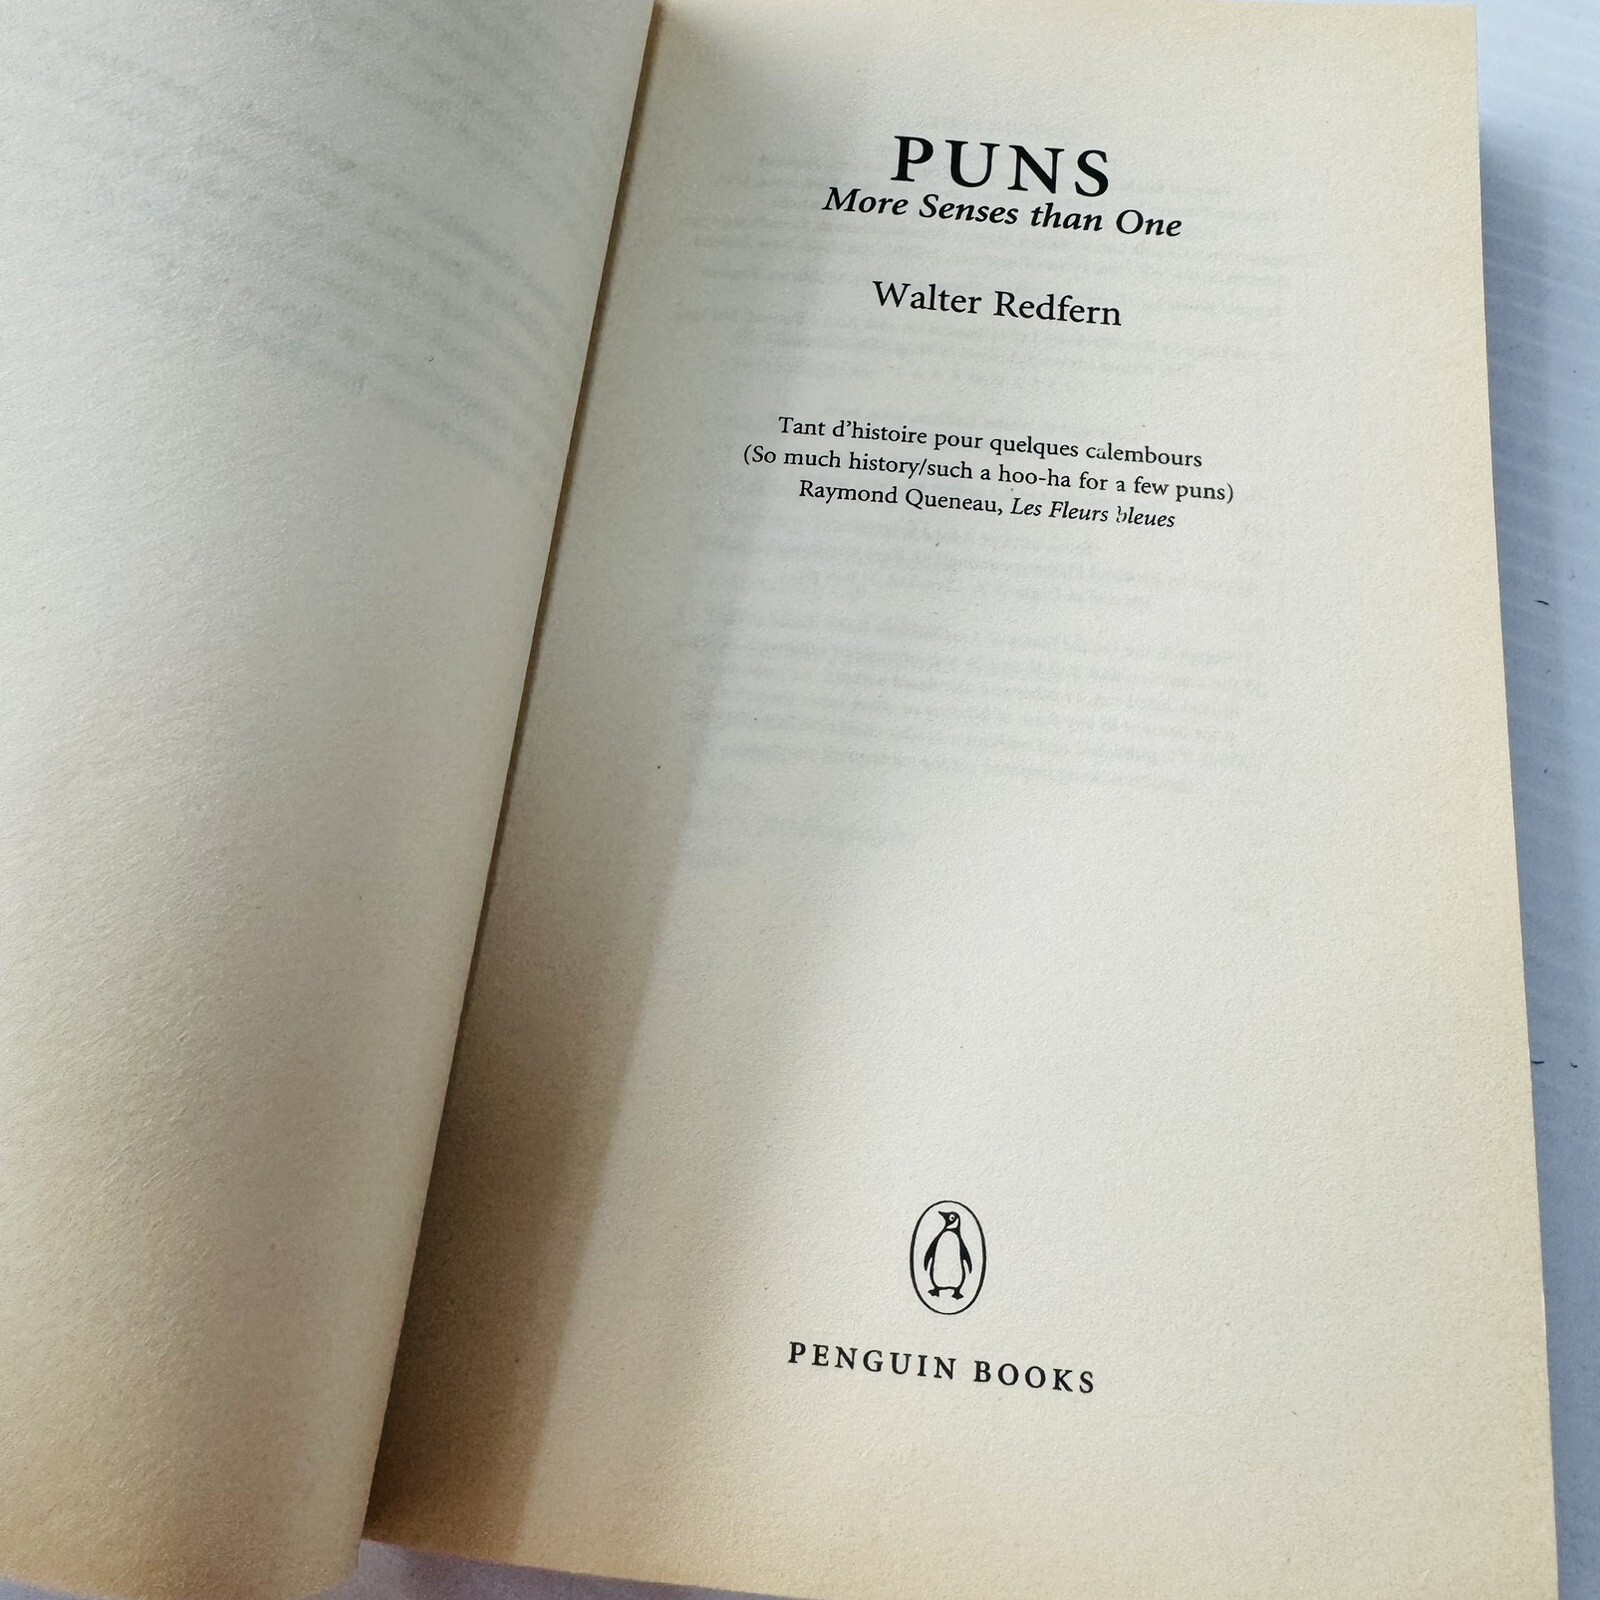 PUNS
More Senses than One
Walter Redfern
Tant d'histoire pour quelques calembours
(So much history/such a hoo-ha for a few puns)
Raymond Queneau, Les Fleurs bleues
PENGUIN BOOKS